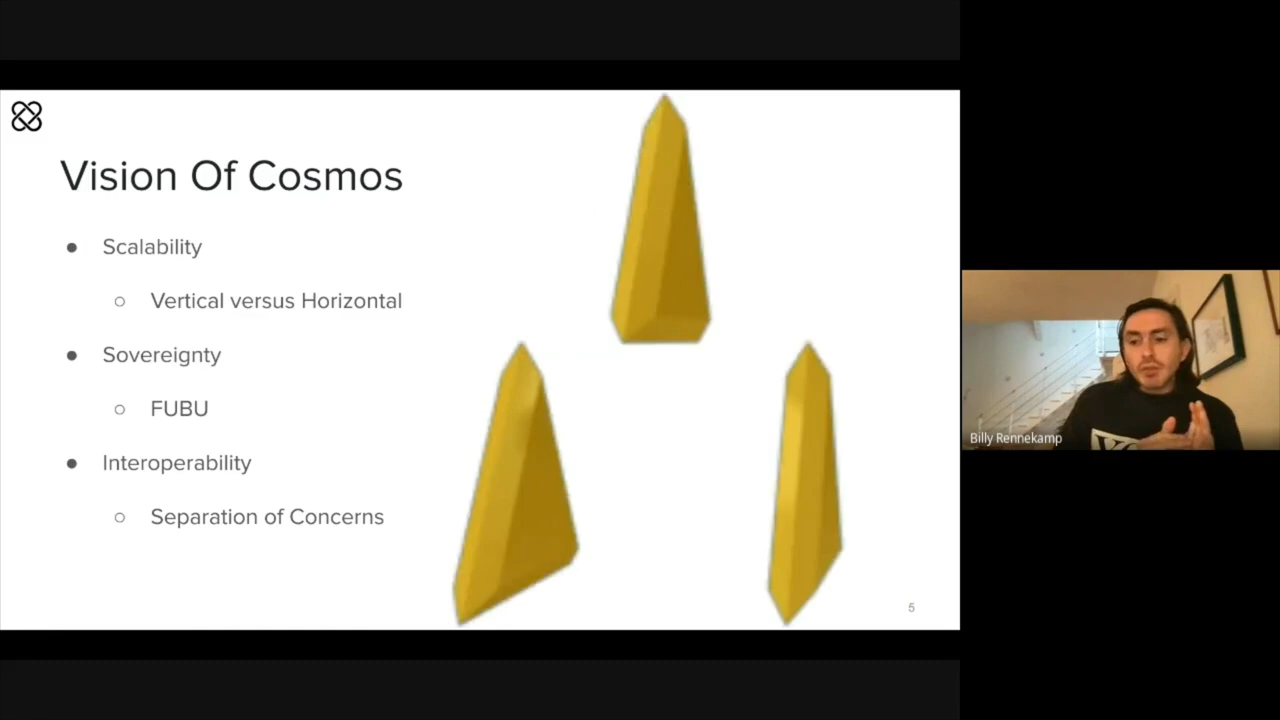 Vision Of Cosmos
● Scalability
○ Vertical versus Horizontal
● Sovereignty
○ FUBU
● Interoperability
○ Separation of Concerns
5
Billy Rennekamp